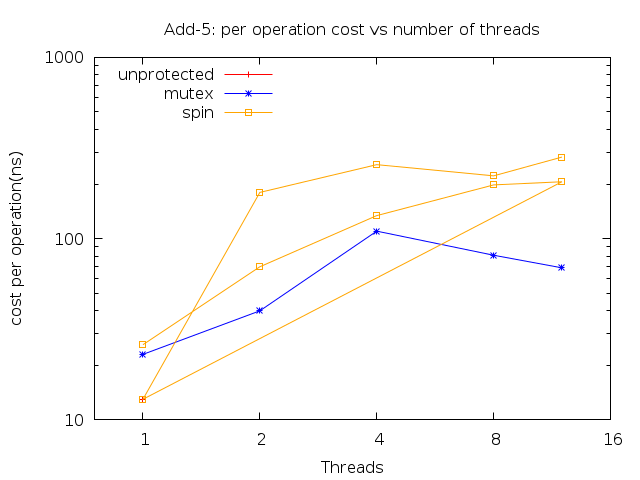 Add-5: per operation cost vs number of threads
1000
unprotected
mutex
spin
cost per operation(ns)
100
10
1 2 4 8 16
Threads